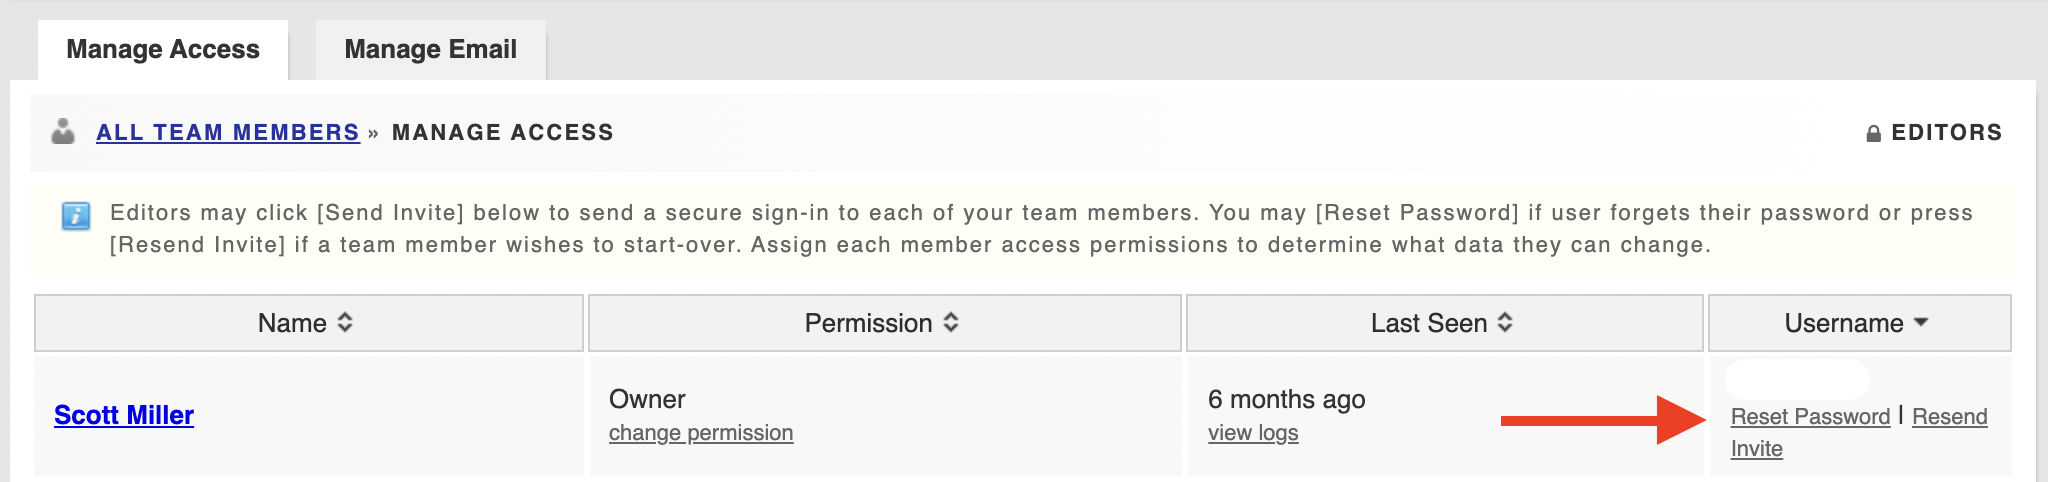 Manage Access
Manage Email
ALL TEAM MEMBERS » MANAGE ACCESS
EDITORS
Editors may click [Send Invite] below to send a secure sign-in to each of your team members. You may [Reset Password] if user forgets their password or press
[Resend Invite] if a team member wishes to start-over. Assign each member access permissions to determine what data they can change.
Name
Permission
Last Seen
Username
Scott Miller
Owner
change permission
6 months ago
view logs
Reset Password | Resend
Invite